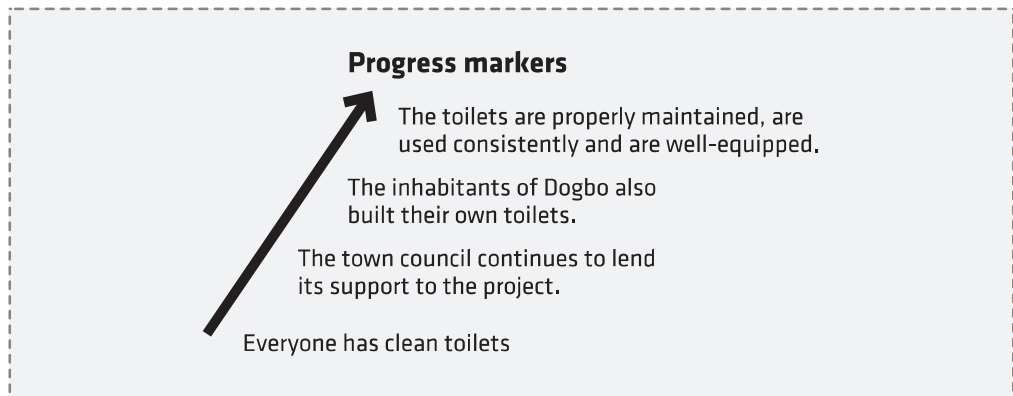 Progress markers
The toilets are properly maintained, are
used consistently and are well-equipped.
The inhabitants of Dogbo also
built their own toilets.
The town council continues to lend
its support to the project.
Everyone has clean toilets